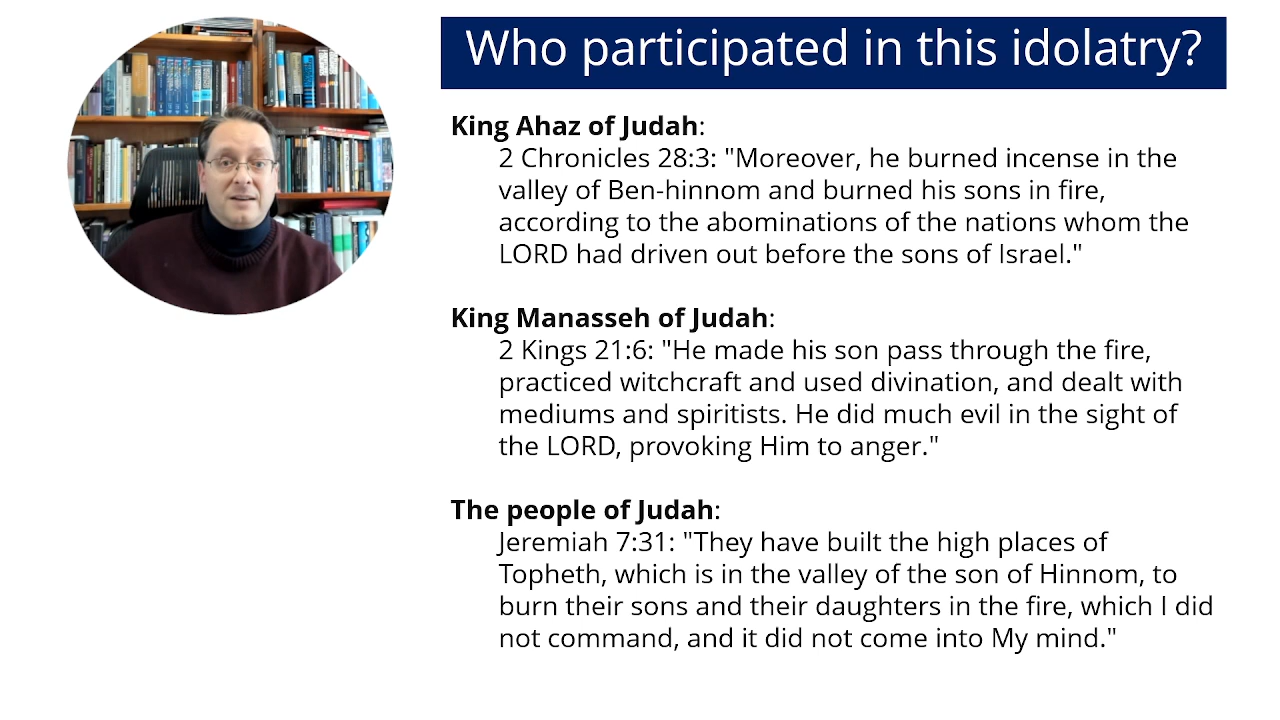 Who participated in this idolatry?
King Ahaz of Judah:
2 Chronicles 28:3: "Moreover, he burned incense in the
valley of Ben-hinnom and burned his sons in fire,
according to the abominations of the nations whom the
LORD had driven out before the sons of Israel."
King Manasseh of Judah:
2 Kings 21:6: "He made his son pass through the fire,
practiced witchcraft and used divination, and dealt with
mediums and spiritists. He did much evil in the sight of
the LORD, provoking Him to anger."
The people of Judah:
Jeremiah 7:31: "They have built the high places of
Topheth, which is in the valley of the son of Hinnom, to
burn their sons and their daughters in the fire, which I did
not command, and it did not come into My mind."